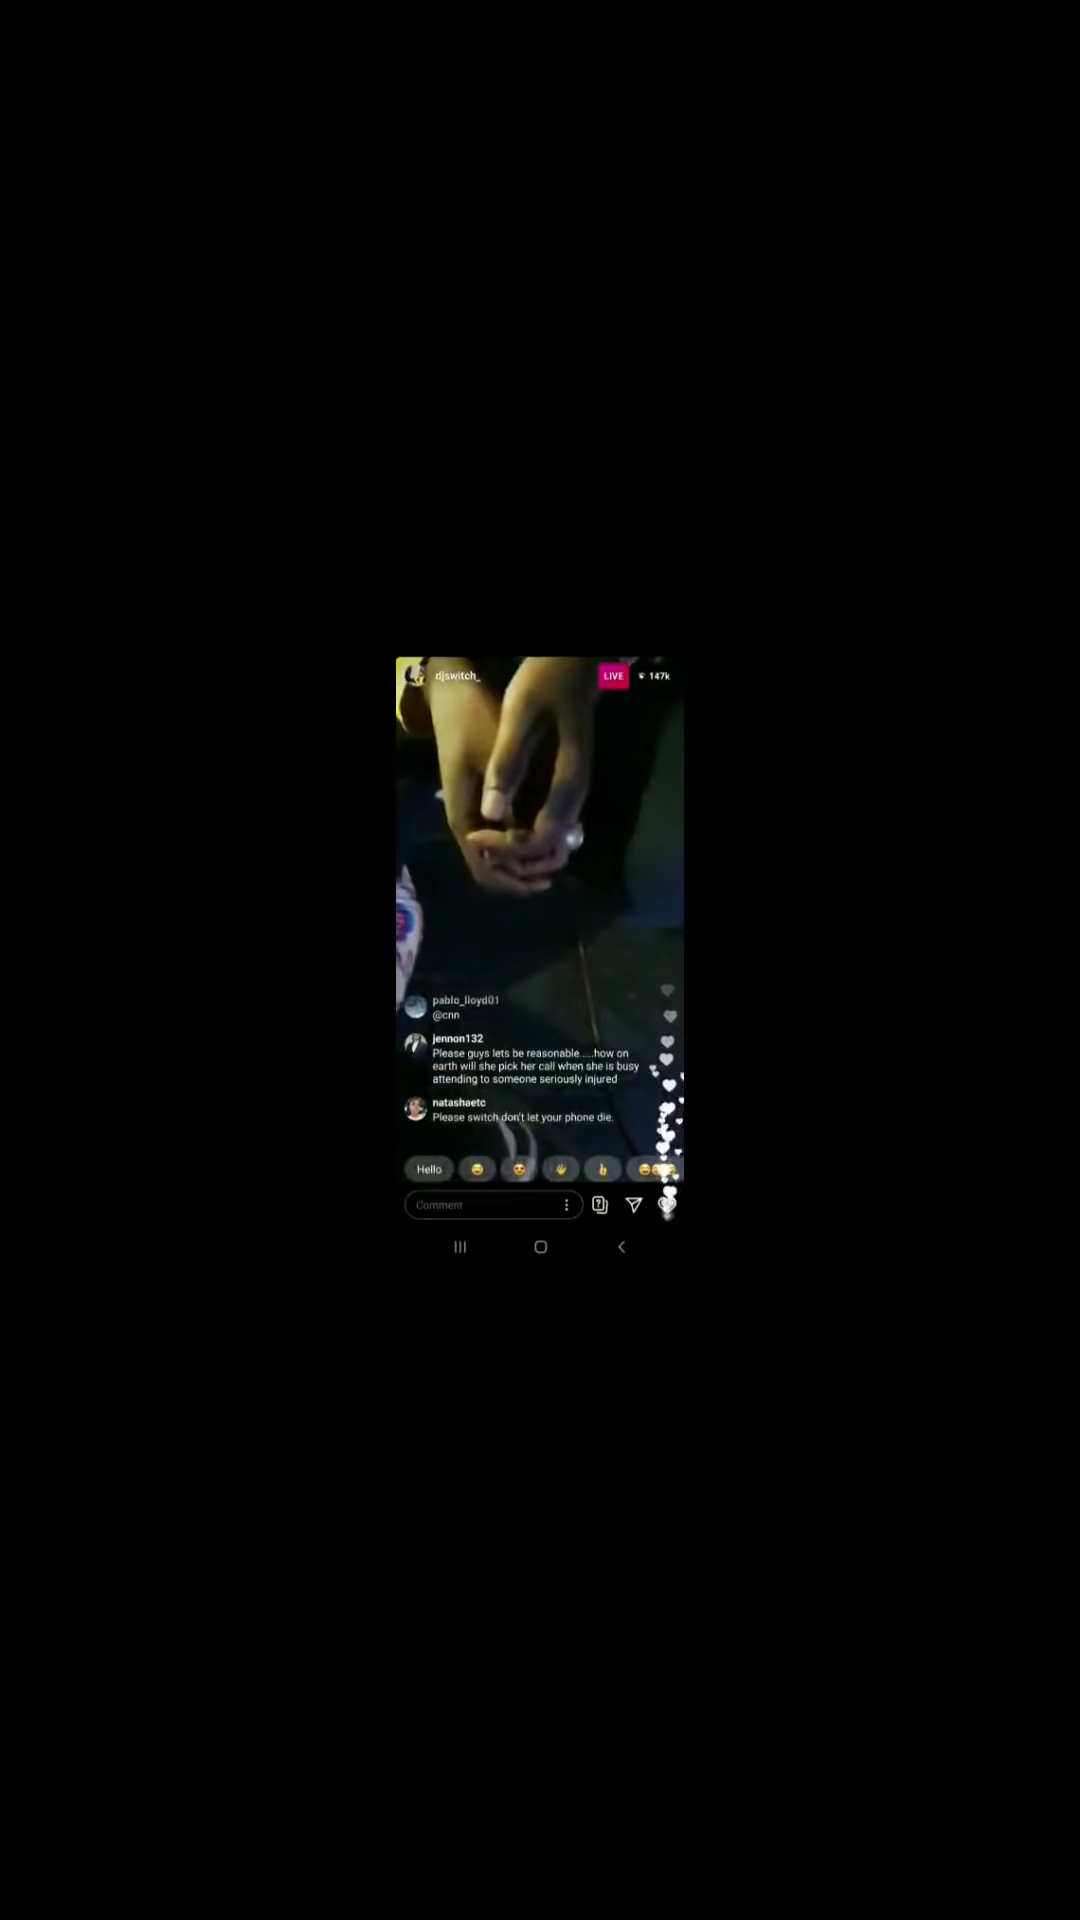 djswitch_ LIVE 147k
pablo_lloyd01
@cnn
jennon132
Please guys lets be reasonable.....how on
earth will she pick her call when she is busy
attending to someone seriously injured
natashaetc
Please switch don't let your phone die.
Hello
Comment